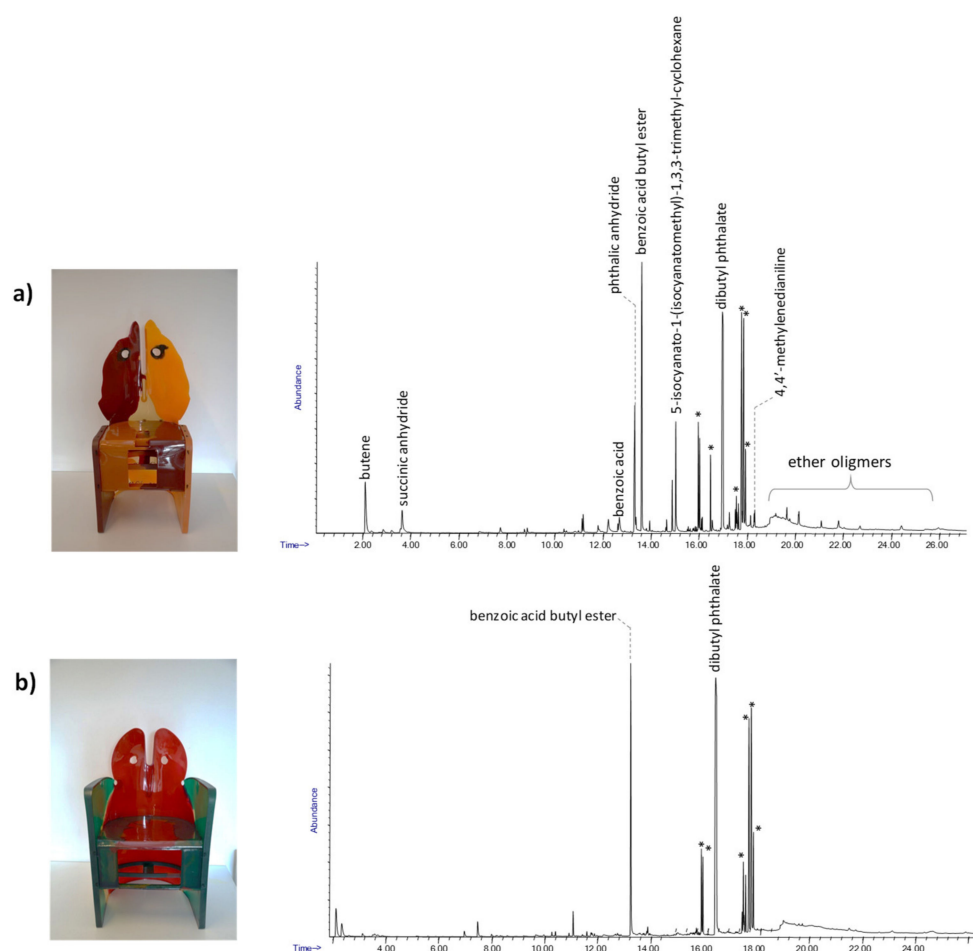 a)
butene
succinic anhydride
benzoic acid
phthalic anhydride
benzoic acid butyl ester
5-isocyanato-1-(isocyanatomethyl)-1,3,3-trimethyl-cyclohexane
dibutyl phthalate
4,4'-methylenedianiline
* * * * * *
ether oligmers
Abundance
Time-->
2.00 4.00 6.00 8.00 10.00 12.00 14.00 16.00 18.00 20.00 22.00 24.00 26.00
b)
benzoic acid butyl ester
dibutyl phthalate
* * * * * *
Abundance
Time-->
4.00 6.00 8.00 10.00 12.00 14.00 16.00 18.00 20.00 22.00 24.00